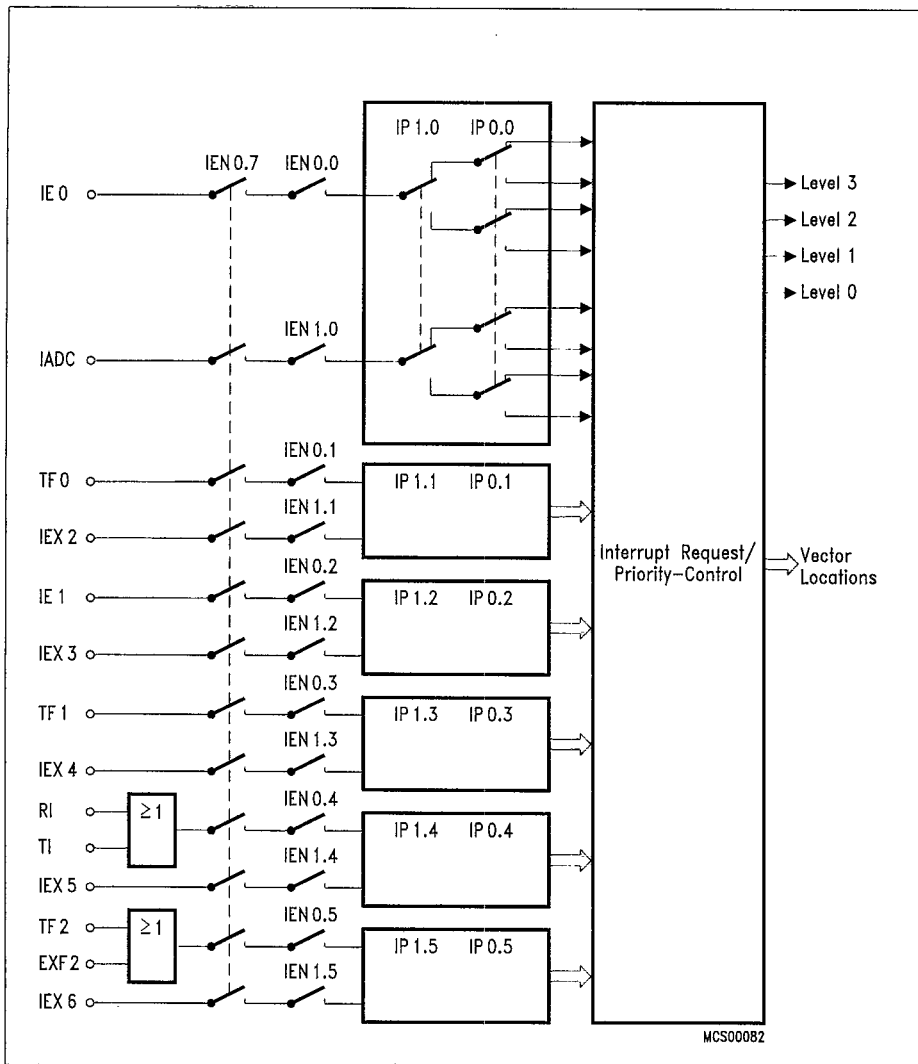 IP 1.0 IP 0.0
IEN 0.7 IEN 0.0
IE 0
Level 3
Level 2
Level 1
Level 0
IEN 1.0
IADC
IEN 0.1
TF 0
IP 1.1 IP 0.1
IEN 1.1
IEX 2
Interrupt Request/
Priority-Control
Vector
Locations
IEN 0.2
IE 1
IP 1.2 IP 0.2
IEN 1.2
IEX 3
IEN 0.3
TF 1
IP 1.3 IP 0.3
IEN 1.3
IEX 4
IEN 0.4
RI
≥1
TI
IP 1.4 IP 0.4
IEN 1.4
IEX 5
IEN 0.5
TF 2
≥1
EXF 2
IP 1.5 IP 0.5
IEN 1.5
IEX 6
MCS00082